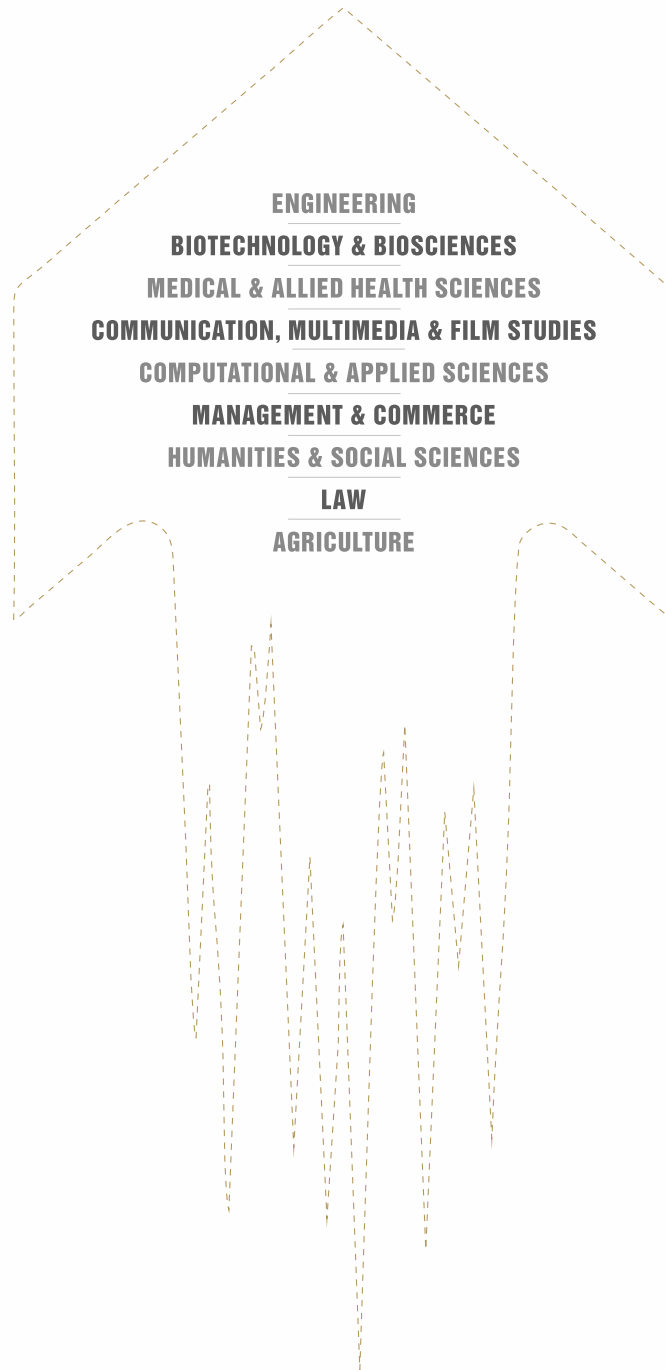 ENGINEERING
BIOTECHNOLOGY & BIOSCIENCES
MEDICAL & ALLIED HEALTH SCIENCES
COMMUNICATION, MULTIMEDIA & FILM STUDIES
COMPUTATIONAL & APPLIED SCIENCES
MANAGEMENT & COMMERCE
HUMANITIES & SOCIAL SCIENCES
LAW
AGRICULTURE